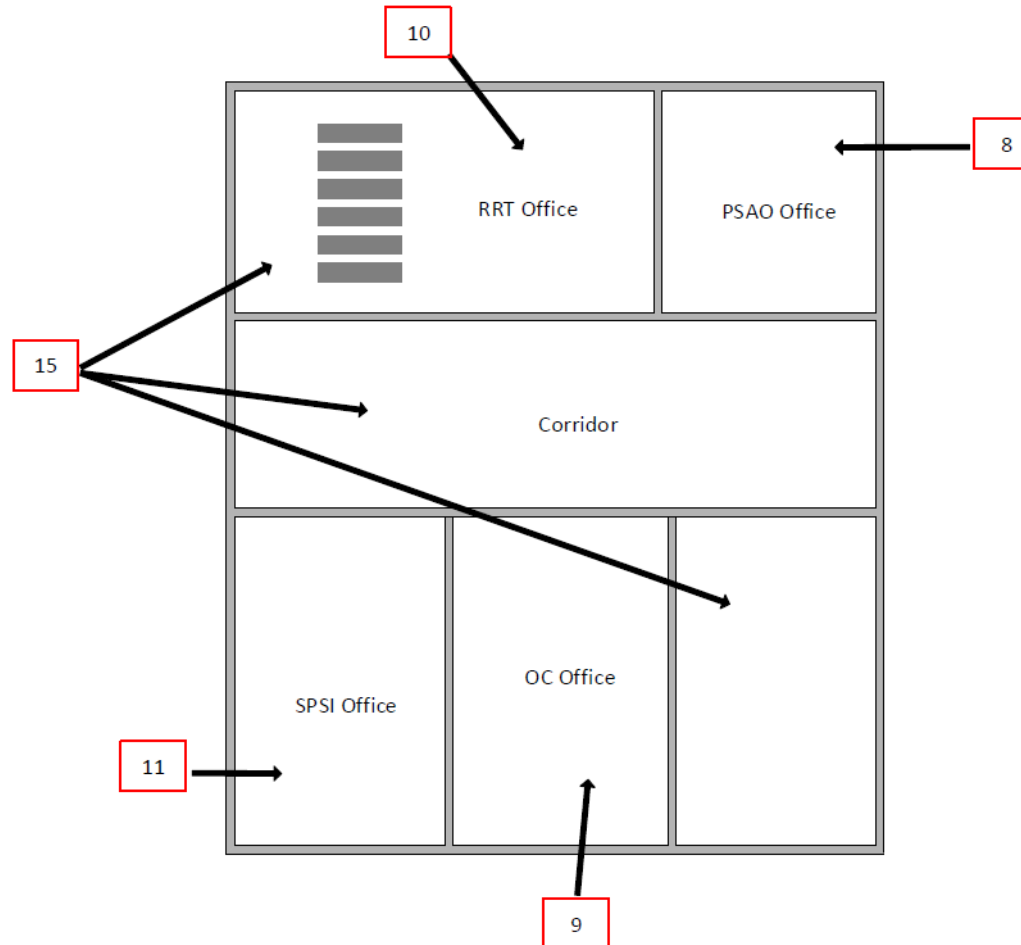 10
8
RRT Office
PSAO Office
15
Corridor
OC Office
SPSI Office
11
9